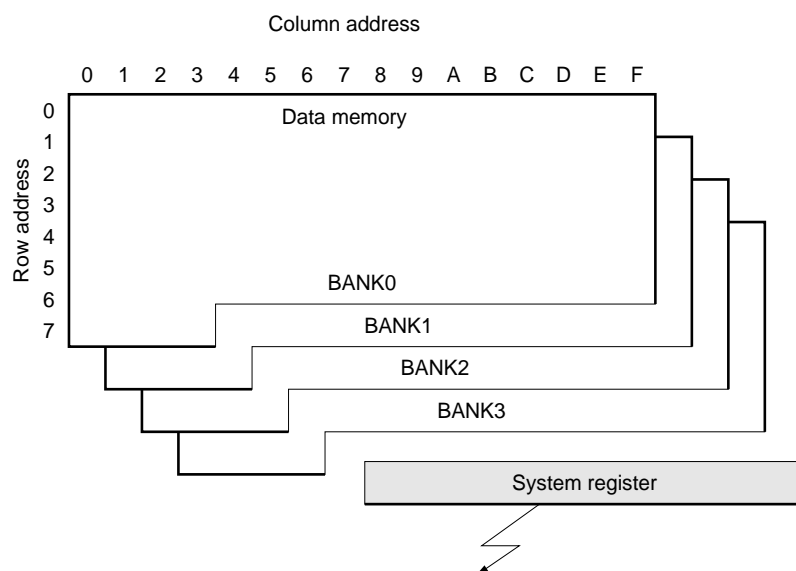 Column address
0 1 2 3 4 5 6 7 8 9 A B C D E F
Row address
0
Data memory
1
2
3
4
5
6
BANK0
7
BANK1
BANK2
BANK3
System register